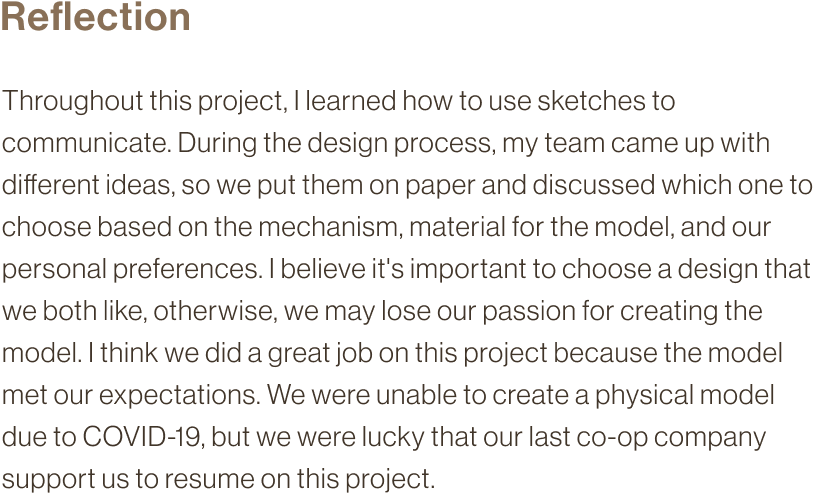 Reflection
Throughout this project, I learned how to use sketches to
communicate. During the design process, my team came up with
different ideas, so we put them on paper and discussed which one to
choose based on the mechanism, material for the model, and our
personal preferences. I believe it's important to choose a design that
we both like, otherwise, we may lose our passion for creating the
model. I think we did a great job on this project because the model
met our expectations. We were unable to create a physical model
due to COVID-19, but we were lucky that our last co-op company
support us to resume on this project.